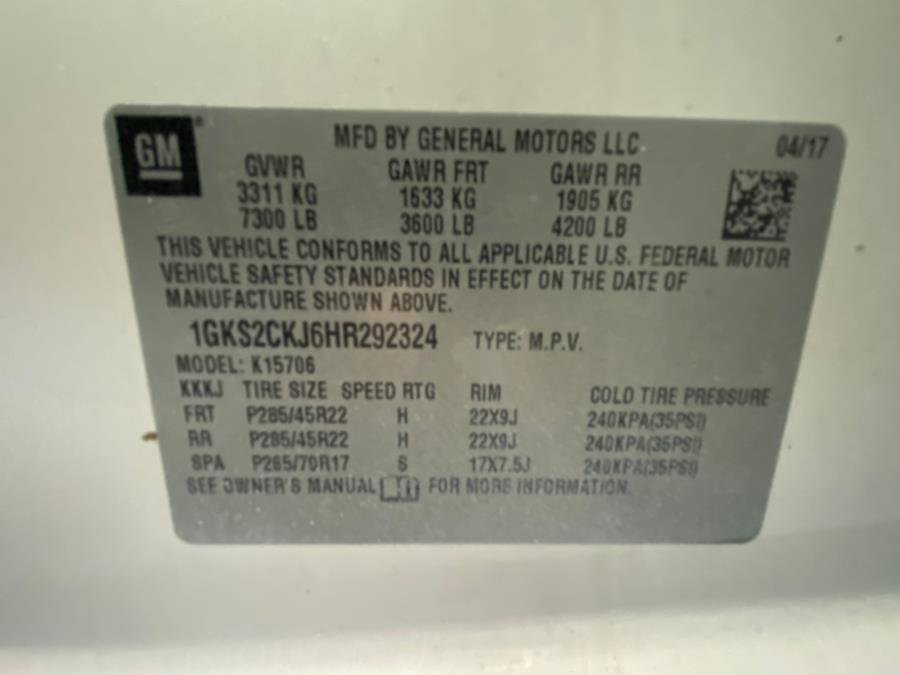 GM®
MFD BY GENERAL MOTORS LLC 04/17
GVWR GAWR FRT GAWR RR
3311 KG 1633 KG 1905 KG
7300 LB 3600 LB 4200 LB
THIS VEHICLE CONFORMS TO ALL APPLICABLE U.S. FEDERAL MOTOR
VEHICLE SAFETY STANDARDS IN EFFECT ON THE DATE OF
MANUFACTURE SHOWN ABOVE.
1GKS2CKJ6HR292324 TYPE: M.P.V.
MODEL: K15706
KKKJ TIRE SIZE SPEED RTG RIM COLD TIRE PRESSURE
FRT P285/45R22 H 22X9J 240KPA(35PSI)
RR P285/45R22 H 22X9J 240KPA(35PSI)
SPA P265/70R17 S 17X7.5J 240KPA(35PSI)
SEE OWNER'S MANUAL FOR MORE INFORMATION.